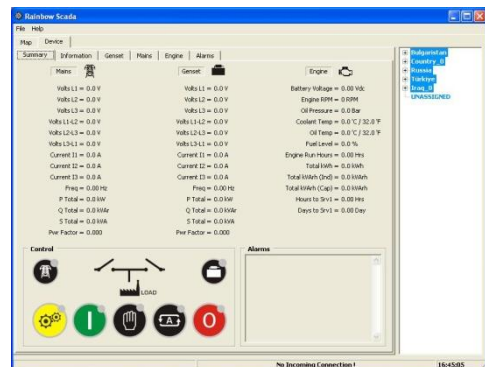 Rainbow Scada
File Help
Map Device
Summary Information Genset Mains Engine Alarms
Mains
Volts L1 = 0.0 V
Volts L2 = 0.0 V
Volts L3 = 0.0 V
Volts L1-L2 = 0.0 V
Volts L2-L3 = 0.0 V
Volts L3-L1 = 0.0 V
Current I1 = 0.0 A
Current I2 = 0.0 A
Current I3 = 0.0 A
Freq = 0.00 Hz
P Total = 0.0 kW
Q Total = 0.0 kVAr
S Total = 0.0 kVA
Pwr Factor = 0.000
Genset
Volts L1 = 0.0 V
Volts L2 = 0.0 V
Volts L3 = 0.0 V
Volts L1-L2 = 0.0 V
Volts L2-L3 = 0.0 V
Volts L3-L1 = 0.0 V
Current I1 = 0.0 A
Current I2 = 0.0 A
Current I3 = 0.0 A
Freq = 0.00 Hz
P Total = 0.0 kW
Q Total = 0.0 kVAr
S Total = 0.0 kVA
Pwr Factor = 0.000
Engine
Battery Voltage = 0.00 Vdc
Engine RPM = 0 RPM
Oil Pressure = 0.0 Bar
Coolant Temp = 0.0 'C / 32.0 'F
Oil Temp = 0.0 'C / 32.0 'F
Fuel Level = 0.0 %
Engine Run Hours = 0.00 Hrs
Total kWh = 0.0 kWh
Total kVArh (Ind) = 0.0 kVArh
Total kVArh (Cap) = 0.0 kVArh
Hours to Srv1 = 0.00 Hrs
Days to Srv1 = 0.00 Day
Control
LOAD
I
A
O
Alarms
Bulgaristan
Country_0
Russia
Türkiye
Iraq_0
UNASSIGNED
No Incoming Connection !
16:45:05